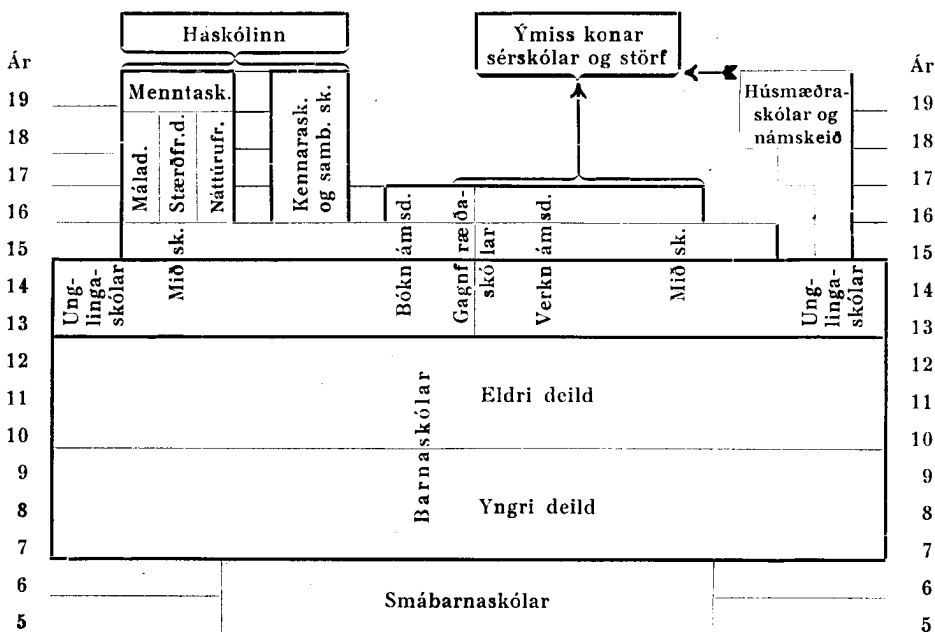 Háskólinn
Ýmiss konar
sérskólar og störf
Ár
Ár
19
18
17
16
15
14
13
12
11
10
9
8
7
6
5
Menntask.
Málad.
Stærðfr.d.
Náttúrufr.
Kennarask.
og samb. sk.
Húsmæðra-
skólar og
námskeið
Ung-
linga-
skólar
Mið sk.
Bóknámsd.
Gagnfræða-
skólar
Verknámsd.
Mið sk.
Ung-
linga-
skólar
Barnaskólar
Eldri deild
Yngri deild
Smábarnaskólar
19
18
17
16
15
14
13
12
11
10
9
8
7
6
5